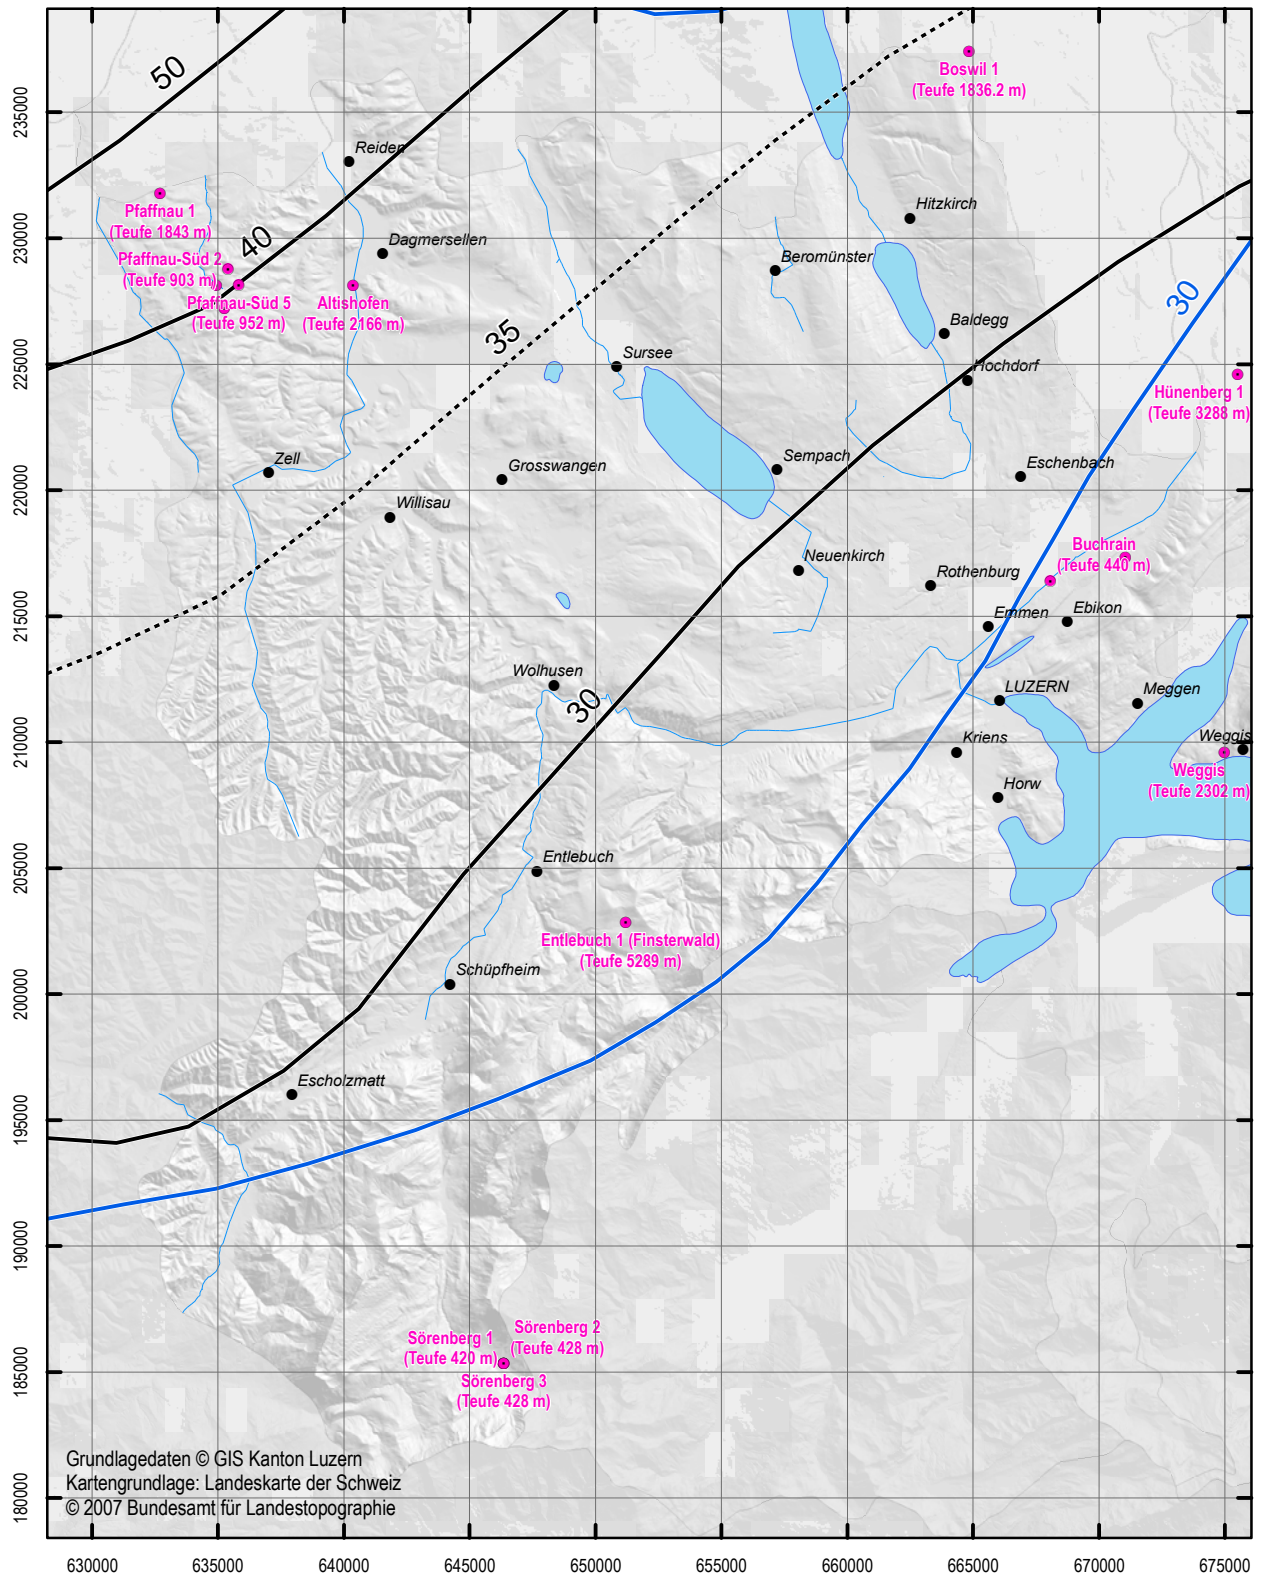 50
Boswil 1
(Teufe 1836.2 m)
235000
Reiden
Pfaffnau 1
(Teufe 1843 m)
Hitzkirch
230000
40
Dagmersellen
Beromünster
Pfaffnau-Süd 2
(Teufe 903 m)
Pfaffnau-Süd 5
(Teufe 952 m)
Altishofen
(Teufe 2166 m)
30
Baldegg
35
Sursee
Hochdorf
225000
Hünenberg 1
(Teufe 3288 m)
Zell
Grosswangen
Sempach
Eschenbach
220000
Willisau
Buchrain
(Teufe 440 m)
Neuenkirch
Rothenburg
Emmen
Ebikon
215000
Wolhusen
LUZERN
Meggen
30
210000
Kriens
Weggis
Weggis
(Teufe 2302 m)
Horw
Entlebuch
205000
Entlebuch 1 (Finsterwald)
(Teufe 5289 m)
Schüpfheim
200000
Escholzmatt
195000
190000
Sörenberg 1
(Teufe 420 m)
Sörenberg 2
(Teufe 428 m)
Sörenberg 3
(Teufe 428 m)
185000
Grundlagedaten © GIS Kanton Luzern
Kartengrundlage: Landeskarte der Schweiz
© 2007 Bundesamt für Landestopographie
180000
630000 635000 640000 645000 650000 655000 660000 665000 670000 675000